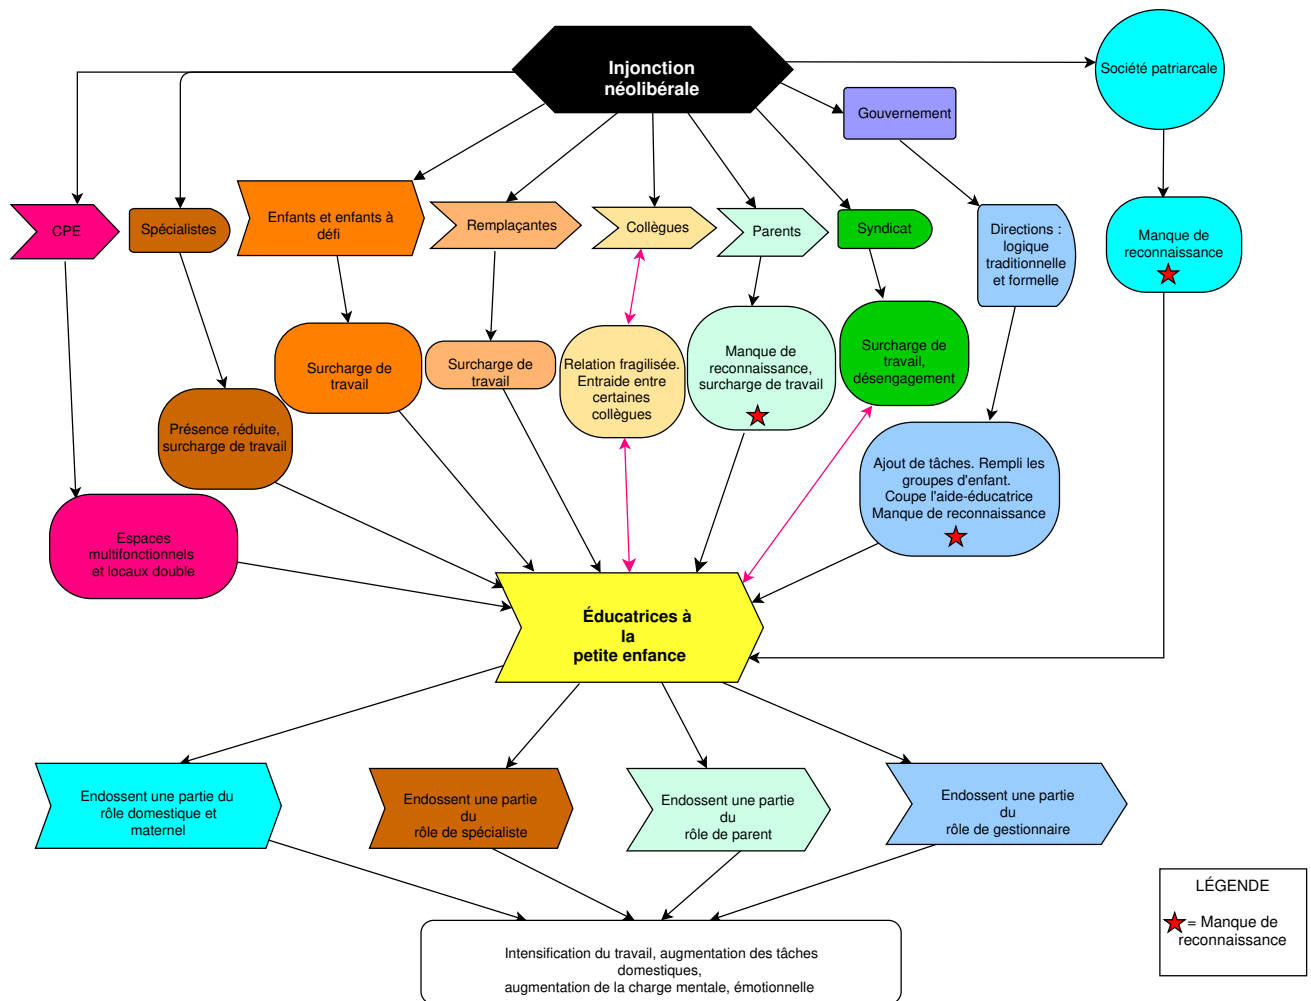 Injonction
néolibérale
Société patriarcale
Gouvernement
CPE
Spécialistes
Enfants et enfants à
défi
Remplaçantes
Collègues
Parents
Syndicat
Directions :
logique
traditionnelle
et formelle
Manque de
reconnaissance
Surcharge de
travail
Surcharge de
travail
Relation fragilisée.
Entraide entre
certaines
collègues
Manque de
reconnaissance,
surcharge de travail
Surcharge de
travail,
désengagement
Présence réduite,
surcharge de travail
Ajout de tâches. Rempli les
groupes d'enfant.
Coupe l'aide-éducatrice
Manque de reconnaissance
Espaces
multifonctionnels
et locaux double
Éducatrices à
la
petite enfance
Endossent une partie du
rôle domestique et
maternel
Endossent une partie
du
rôle de spécialiste
Endossent une partie
du
rôle de parent
Endossent une partie
du
rôle de gestionnaire
Intensification du travail, augmentation des tâches
domestiques,
augmentation de la charge mentale, émotionnelle
LÉGENDE
= Manque de
reconnaissance